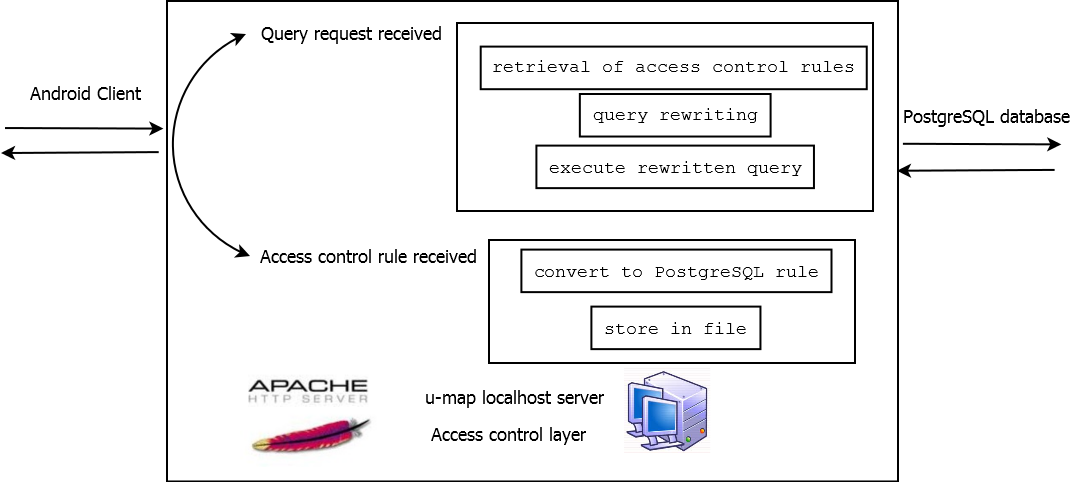 Query request received
retrieval of access control rules
query rewriting
execute rewritten query
Android Client
PostgreSQL database
Access control rule received
convert to PostgreSQL rule
store in file
APACHE
HTTP SERVER
u-map localhost server
Access control layer